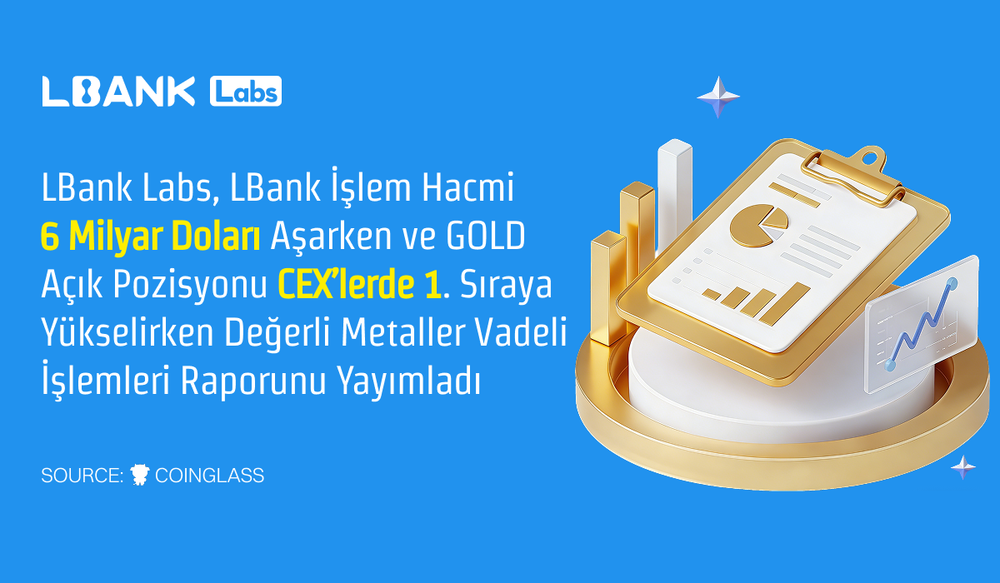 LBANK Labs
LBank Labs, LBank İşlem Hacmi
6 Milyar Doları Aşarken ve GOLD
Açık Pozisyonu CEX'lerde 1. Sıraya
Yükselirken Değerli Metaller Vadeli
İşlemleri Raporunu Yayımladı
SOURCE: COINGLASS